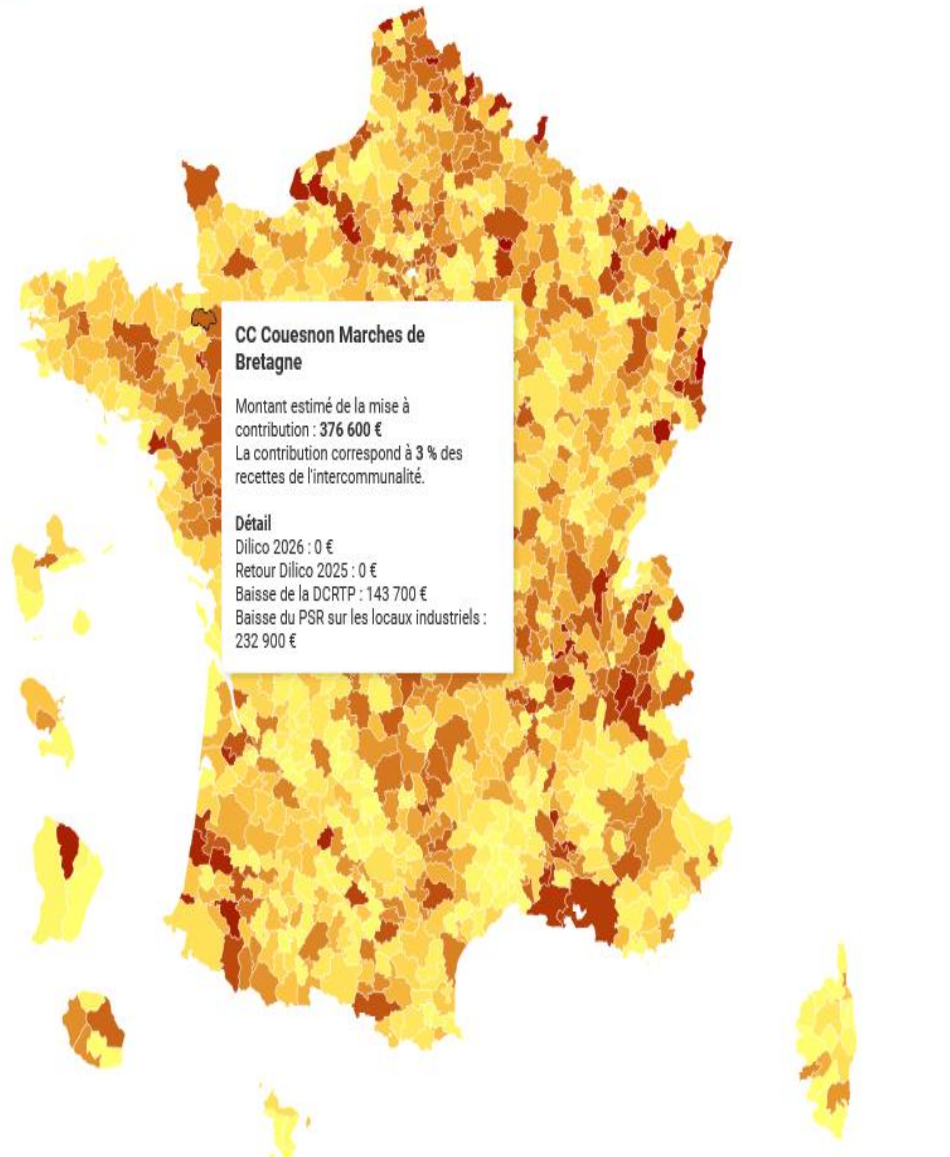 CC Couesnon Marches de
Bretagne
Montant estimé de la mise à
contribution : 376 600 €
La contribution correspond à 3 % des
recettes de l'intercommunalité.
Détail
Dilico 2026 : 0 €
Retour Dilico 2025 : 0 €
Baisse de la DCRTP : 143 700 €
Baisse du PSR sur les locaux industriels :
232 900 €